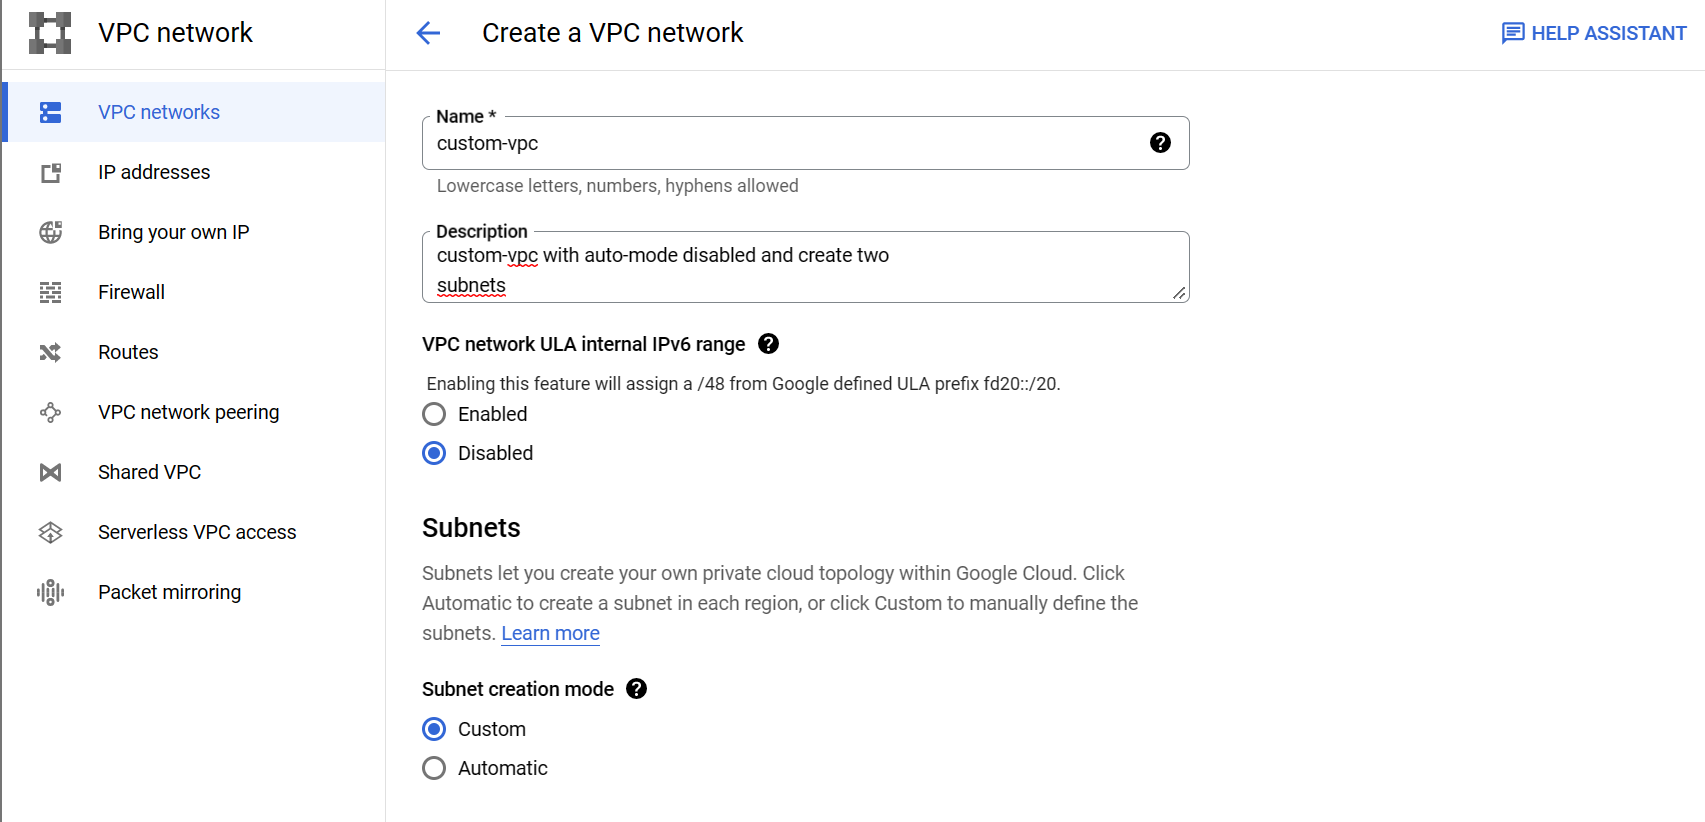 VPC network
Create a VPC network
HELP ASSISTANT
VPC networks
IP addresses
Bring your own IP
Firewall
Routes
VPC network peering
Shared VPC
Serverless VPC access
Packet mirroring
Name *
custom-vpc
Lowercase letters, numbers, hyphens allowed
Description
custom-vpc with auto-mode disabled and create two
subnets
VPC network ULA internal IPv6 range
Enabling this feature will assign a /48 from Google defined ULA prefix fd20::/20.
Enabled
Disabled
Subnets
Subnets let you create your own private cloud topology within Google Cloud. Click
Automatic to create a subnet in each region, or click Custom to manually define the
subnets. Learn more
Subnet creation mode
Custom
Automatic